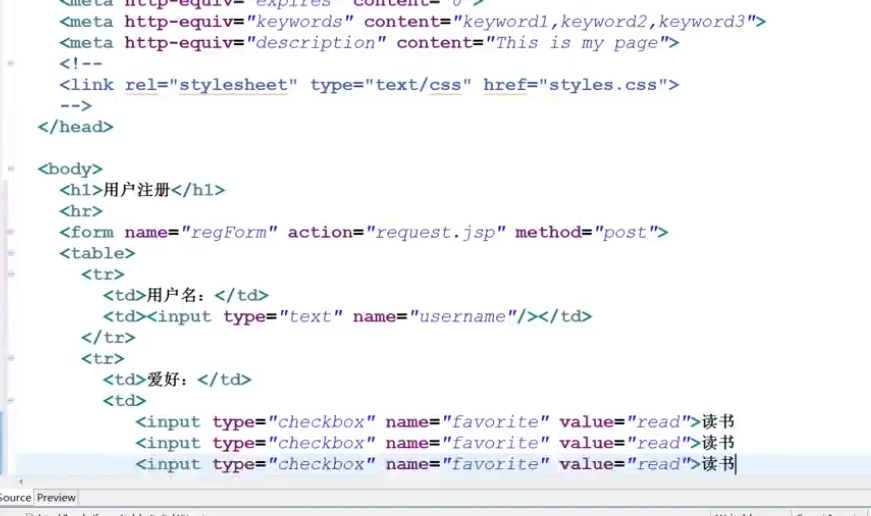 <meta http-equiv="expires" content="0">
<meta http-equiv="keywords" content="keyword1,keyword2,keyword3">
<meta http-equiv="description" content="This is my page">
<!--
<link rel="stylesheet" type="text/css" href="styles.css">
-->
</head>
<body>
<h1>用户注册</h1>
<hr>
<form name="regForm" action="request.jsp" method="post">
<table>
<tr>
<td>用户名：</td>
<td><input type="text" name="username"/></td>
</tr>
<tr>
<td>爱好：</td>
<td>
<input type="checkbox" name="favorite" value="read">读书
<input type="checkbox" name="favorite" value="read">读书
<input type="checkbox" name="favorite" value="read">读书
Source Preview